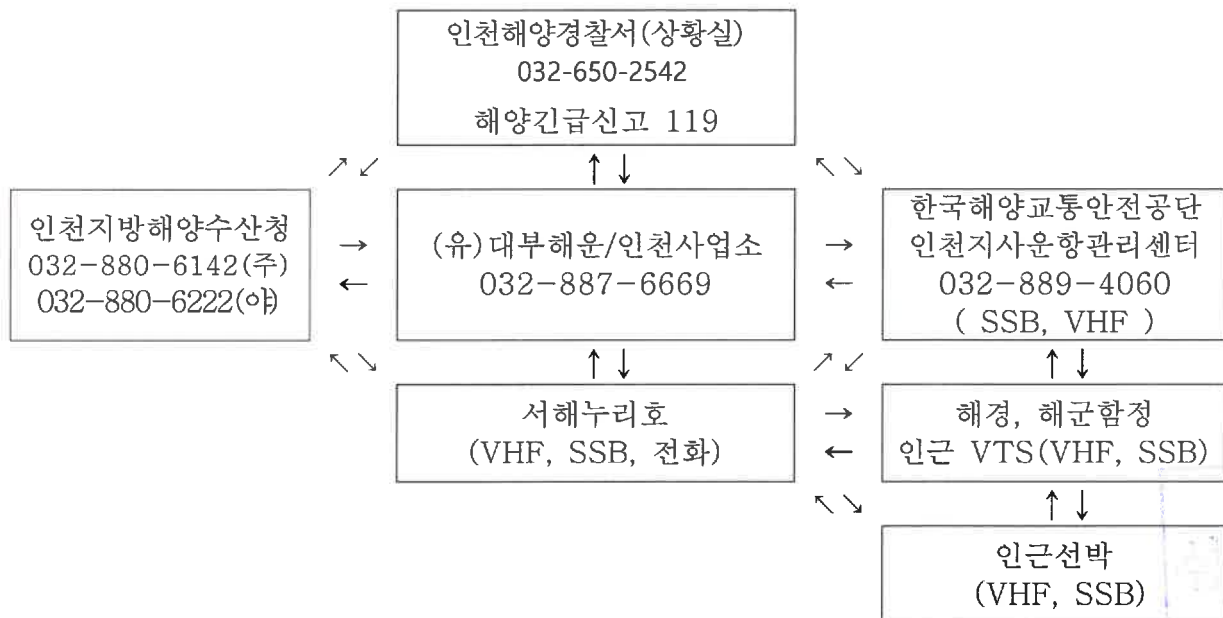 인천해양경찰서(상황실)
032-650-2542
해양긴급신고 119
↗ ↙ ↑ ↓ ↖ ↘
인천지방해양수산청
032-880-6142(주)
032-880-6222(야)
→
←
(유)대부해운/인천사업소
032-887-6669
→
←
한국해양교통안전공단
인천지사운항관리센터
032-889-4060
( SSB, VHF )
↖ ↘ ↑ ↓ ↗ ↙ ↑ ↓
서해누리호
(VHF, SSB, 전화)
→
←
해경, 해군함정
인근 VTS(VHF, SSB)
↖ ↘ ↑ ↓
인근선박
(VHF, SSB)